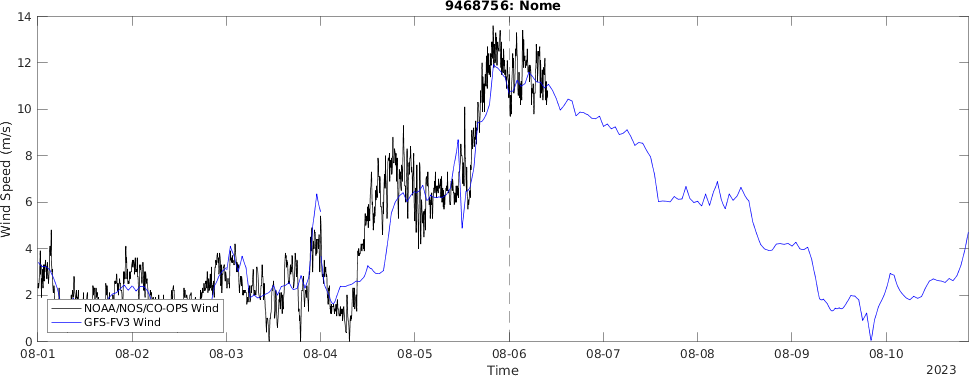 9468756: Nome
14
12
10
8
6
4
2
0
Wind Speed (m/s)
NOAA/NOS/CO-OPS Wind
GFS-FV3 Wind
08-01 08-02 08-03 08-04 08-05 08-06 08-07 08-08 08-09 08-10
Time
2023